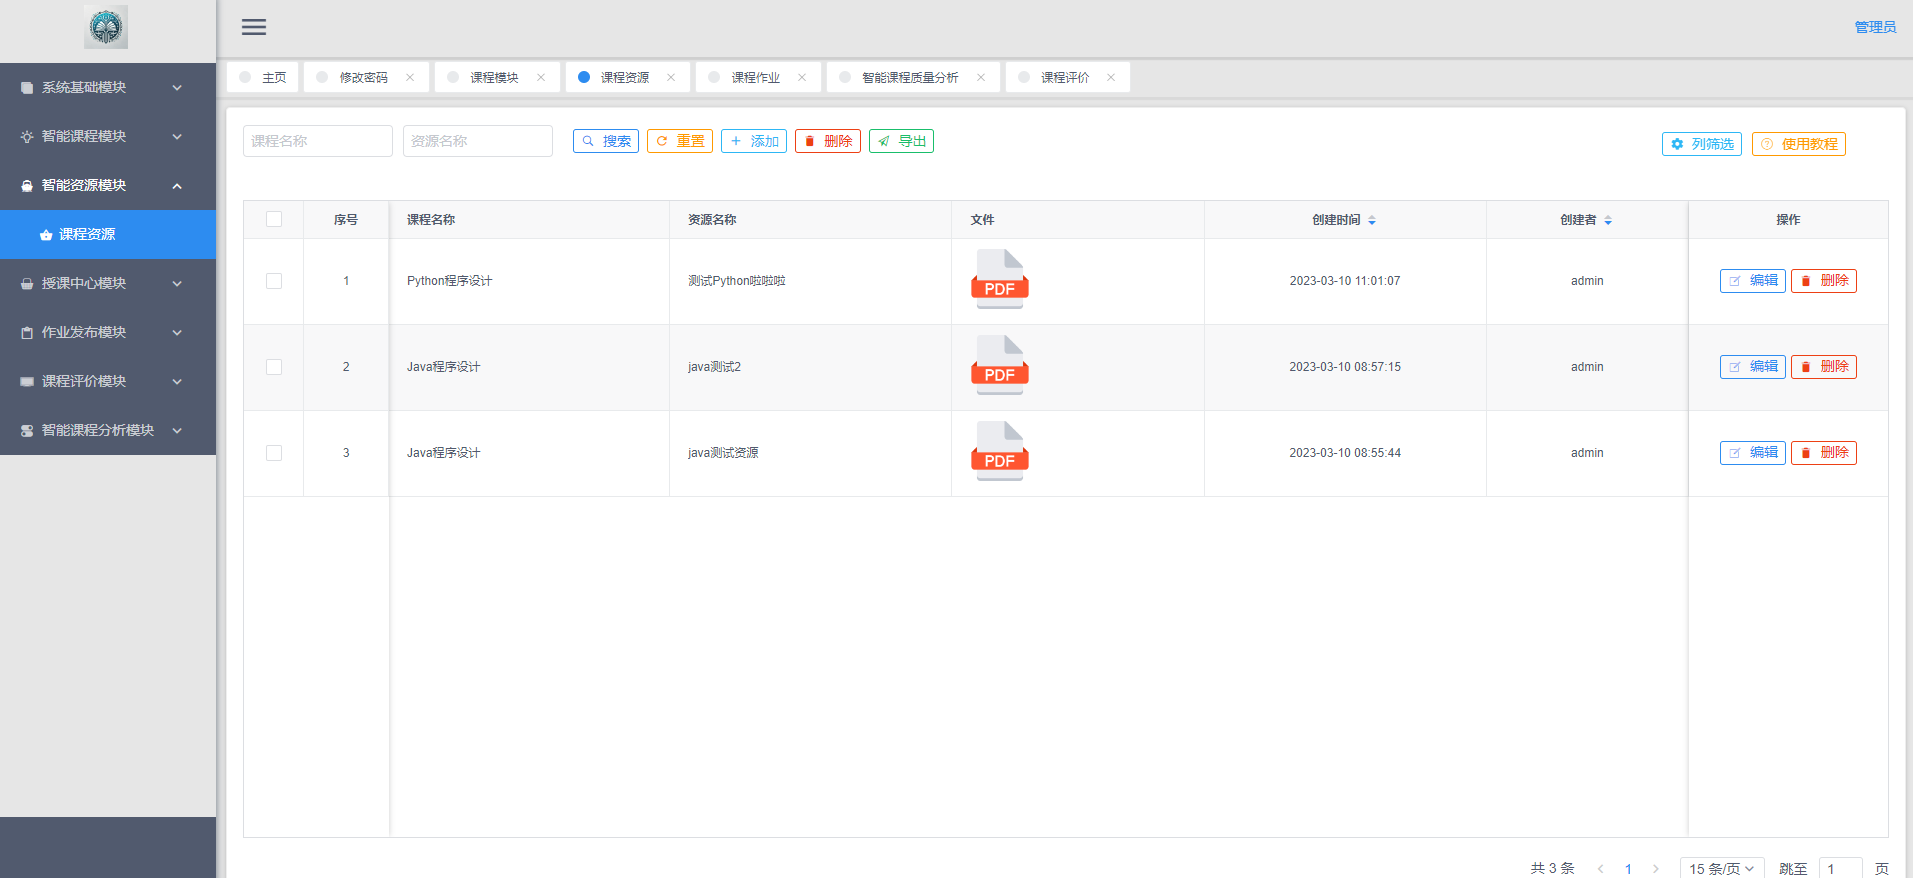 管理员
主页 修改密码 课程模块 课程资源 课程作业 智能课程质量分析 课程评价
系统基础模块
智能课程模块
智能资源模块
课程资源
授课中心模块
作业发布模块
课程评价模块
智能课程分析模块
课程名称 资源名称 搜索 重置 添加 删除 导出 列筛选 使用教程
序号 课程名称 资源名称 文件 创建时间 创建者 操作
1 Python程序设计 测试Python啦啦啦 PDF 2023-03-10 11:01:07 admin 编辑 删除
2 Java程序设计 java测试2 PDF 2023-03-10 08:57:15 admin 编辑 删除
3 Java程序设计 java测试资源 PDF 2023-03-10 08:55:44 admin 编辑 删除
共 3 条 1 15 条/页 跳至 1 页